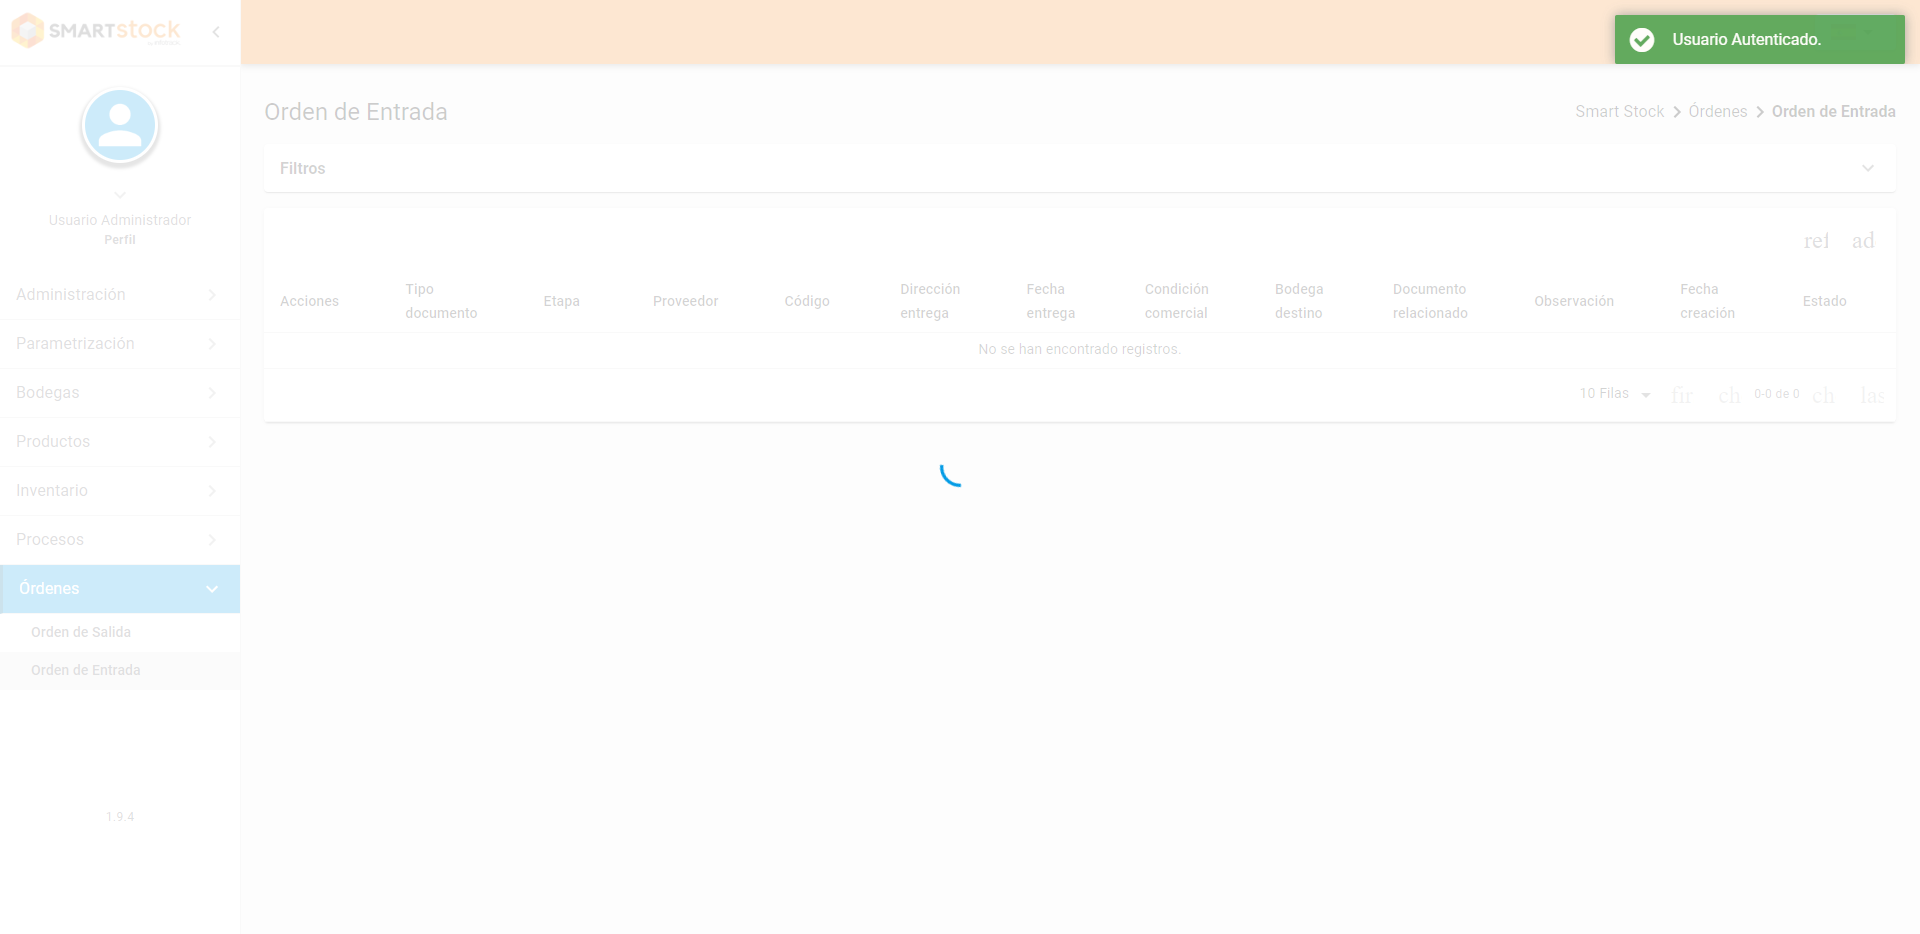 SMARTstock
Usuario Autenticado.
Usuario Administrador
Perfil
Administración
Parametrización
Bodegas
Productos
Inventario
Procesos
Órdenes
Orden de Salida
Orden de Entrada
1.9.4
Orden de Entrada
Smart Stock > Órdenes > Orden de Entrada
Filtros
ref ad
Acciones
Tipo documento
Etapa
Proveedor
Código
Dirección entrega
Fecha entrega
Condición comercial
Bodega destino
Documento relacionado
Observación
Fecha creación
Estado
No se han encontrado registros.
10 Filas fir ch 0-0 de 0 ch las